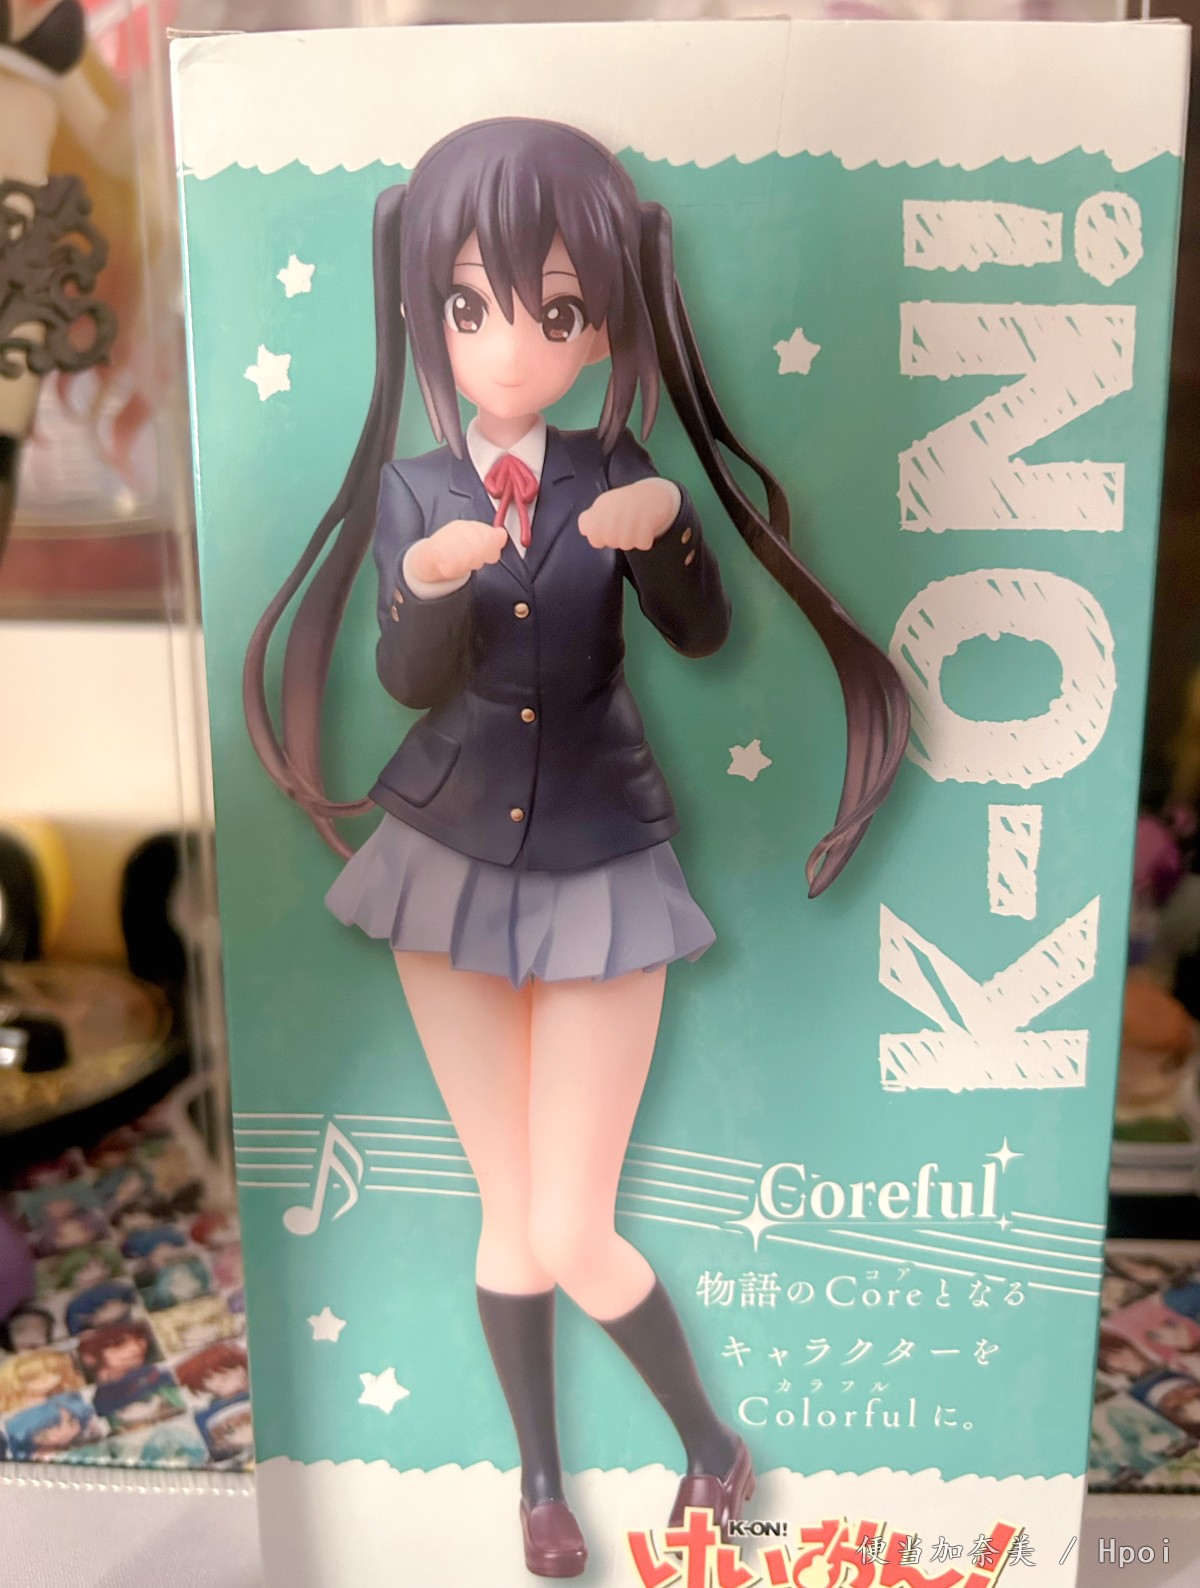 K-ON!
Coreful
コア
物語のCoreとなる
キャラクターを
カラフル
Colorfulに。
K-ON!
けいおん!
便当加奈美 / Hpoi